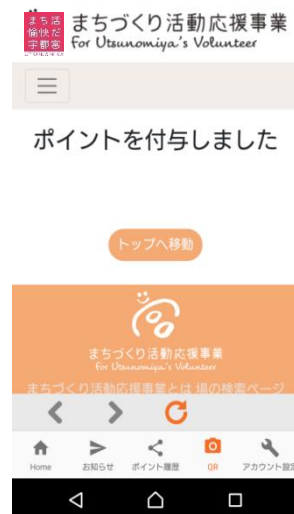 まち活
愉快だ
宇都宮
まちづくり活動応援事業
for Utsunomiya's Volunteer
ポイントを付与しました
トップへ移動
まちづくり活動応援事業
for Utsunomiya's Volunteer
まちづくり活動応援事業とは 場の検索ページ
Home お知らせ ポイント履歴 QR アカウント設